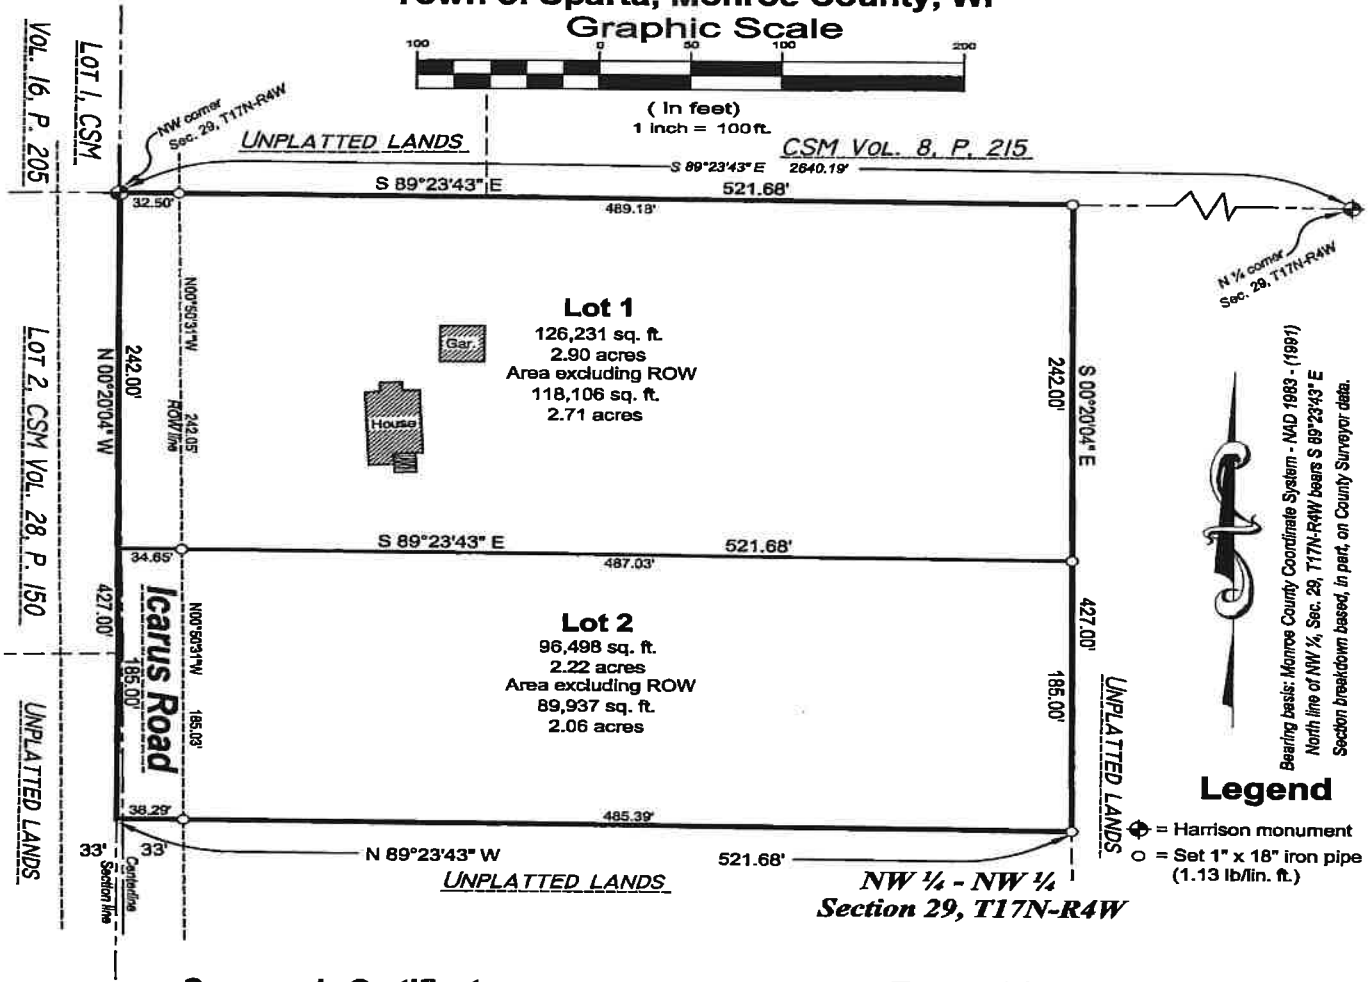 Graphic Scale
100 0 50 100 200
( In feet)
1 inch = 100ft.
VOL. 16, P. 205
LOT 1, CSM
NW corner
Sec. 29, T17N-R4W
UNPLATTED LANDS
CSM VOL. 8, P. 215
S 89°23'43" E 2640.19'
S 89°23'43" E 521.68'
32.50' 489.18'
N ¼ corner
Sec. 29, T17N-R4W
Lot 1
126,231 sq. ft.
2.90 acres
Area excluding ROW
118,106 sq. ft.
2.71 acres
Gar.
House
N00°50'31"W 242.05'
ROW line
242.00'
N 00°20'04" W 427.00'
LOT 2, CSM VOL. 28, P. 150
242.00'
S 00°20'04" E
S 89°23'43" E 521.68'
34.65' 487.03'
Icarus Road
N00°50'31"W 185.03'
185.00'
Lot 2
96,498 sq. ft.
2.22 acres
Area excluding ROW
89,937 sq. ft.
2.06 acres
427.00'
185.00'
UNPLATTED LANDS
UNPLATTED LANDS
38.29' 485.39'
33' 33'
Centerline
Section line
N 89°23'43" W 521.68'
UNPLATTED LANDS
NW ¼ - NW ¼
Section 29, T17N-R4W
Bearing basis: Monroe County Coordinate System - NAD 1983 - (1991)
North line of NW ¼, Sec. 29, T17N-R4W bears S 89°23'43" E
Section breakdown based, in part, on County Surveyor data.
Legend
= Harrison monument
= Set 1" x 18" iron pipe
(1.13 lb/lin. ft.)